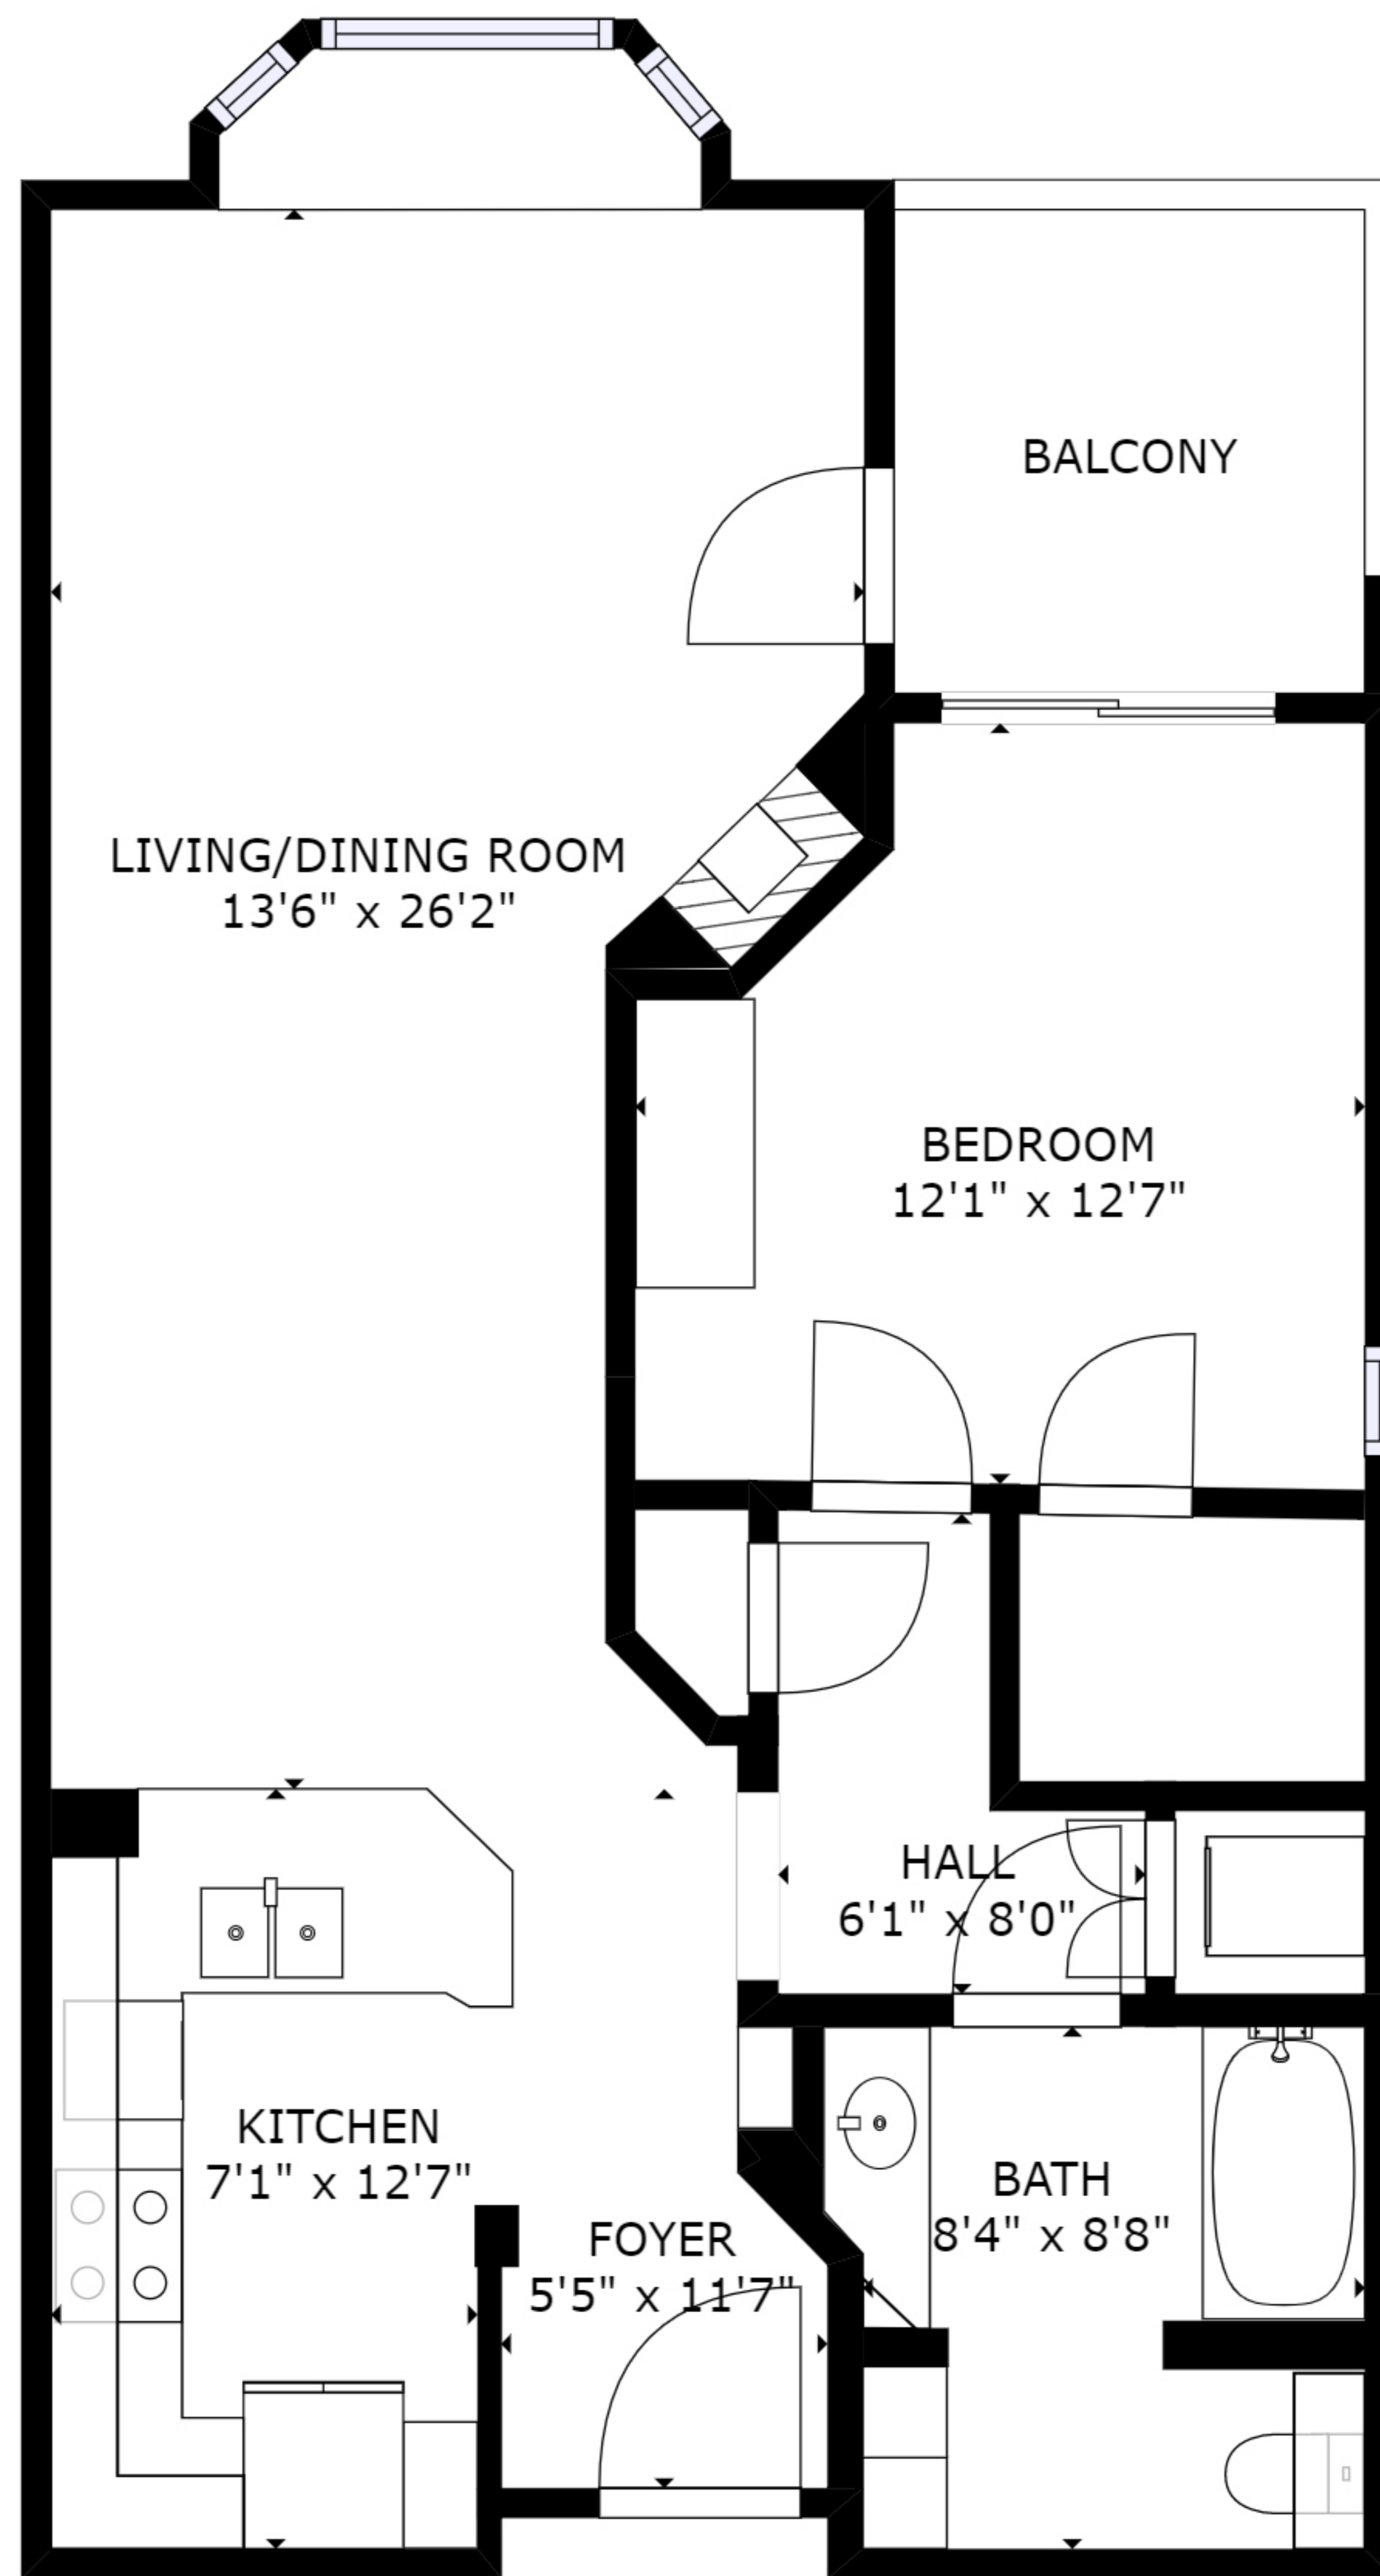 BALCONY
LIVING/DINING ROOM
13'6" x 26'2"
BEDROOM
12'1" x 12'7"
HALL
6'1" x 8'0"
KITCHEN
7'1" x 12'7"
BATH
8'4" x 8'8"
FOYER
5'5" x 11'7"